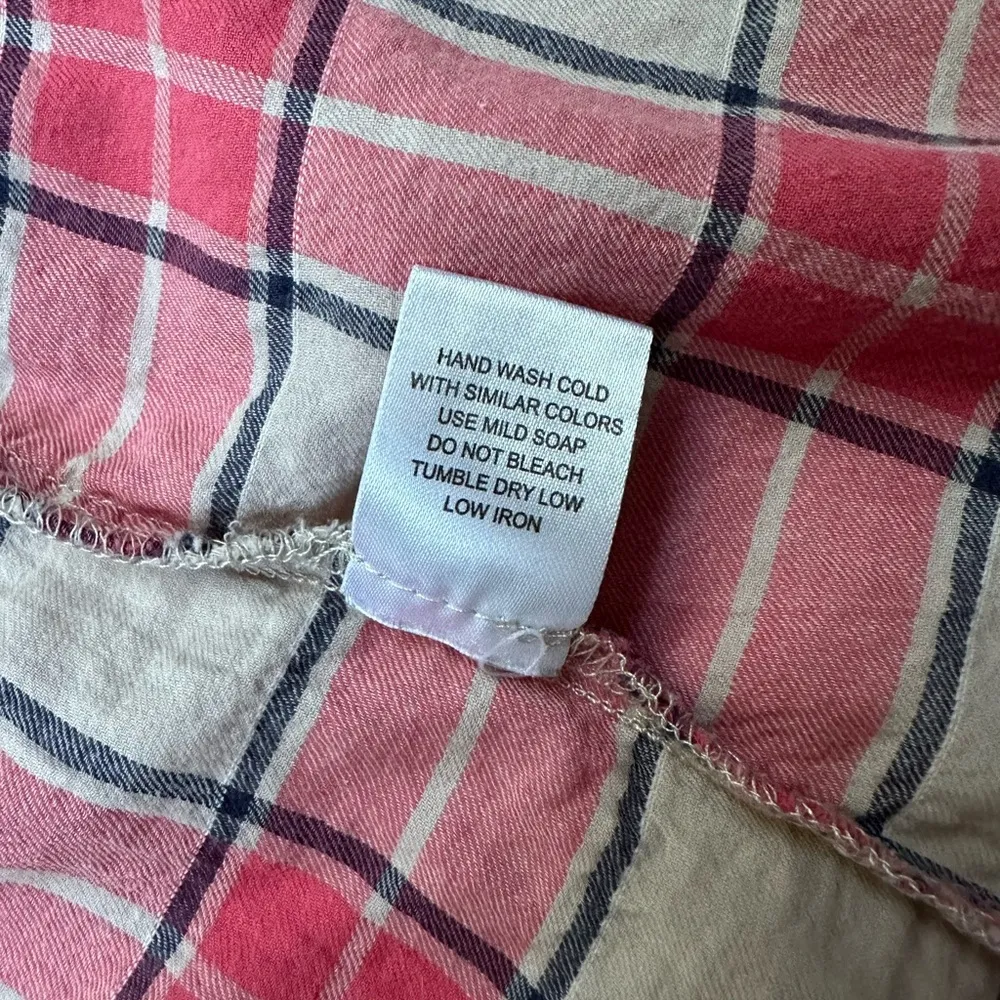 HAND WASH COLD
WITH SIMILAR COLORS
USE MILD SOAP
DO NOT BLEACH
TUMBLE DRY LOW
LOW IRON